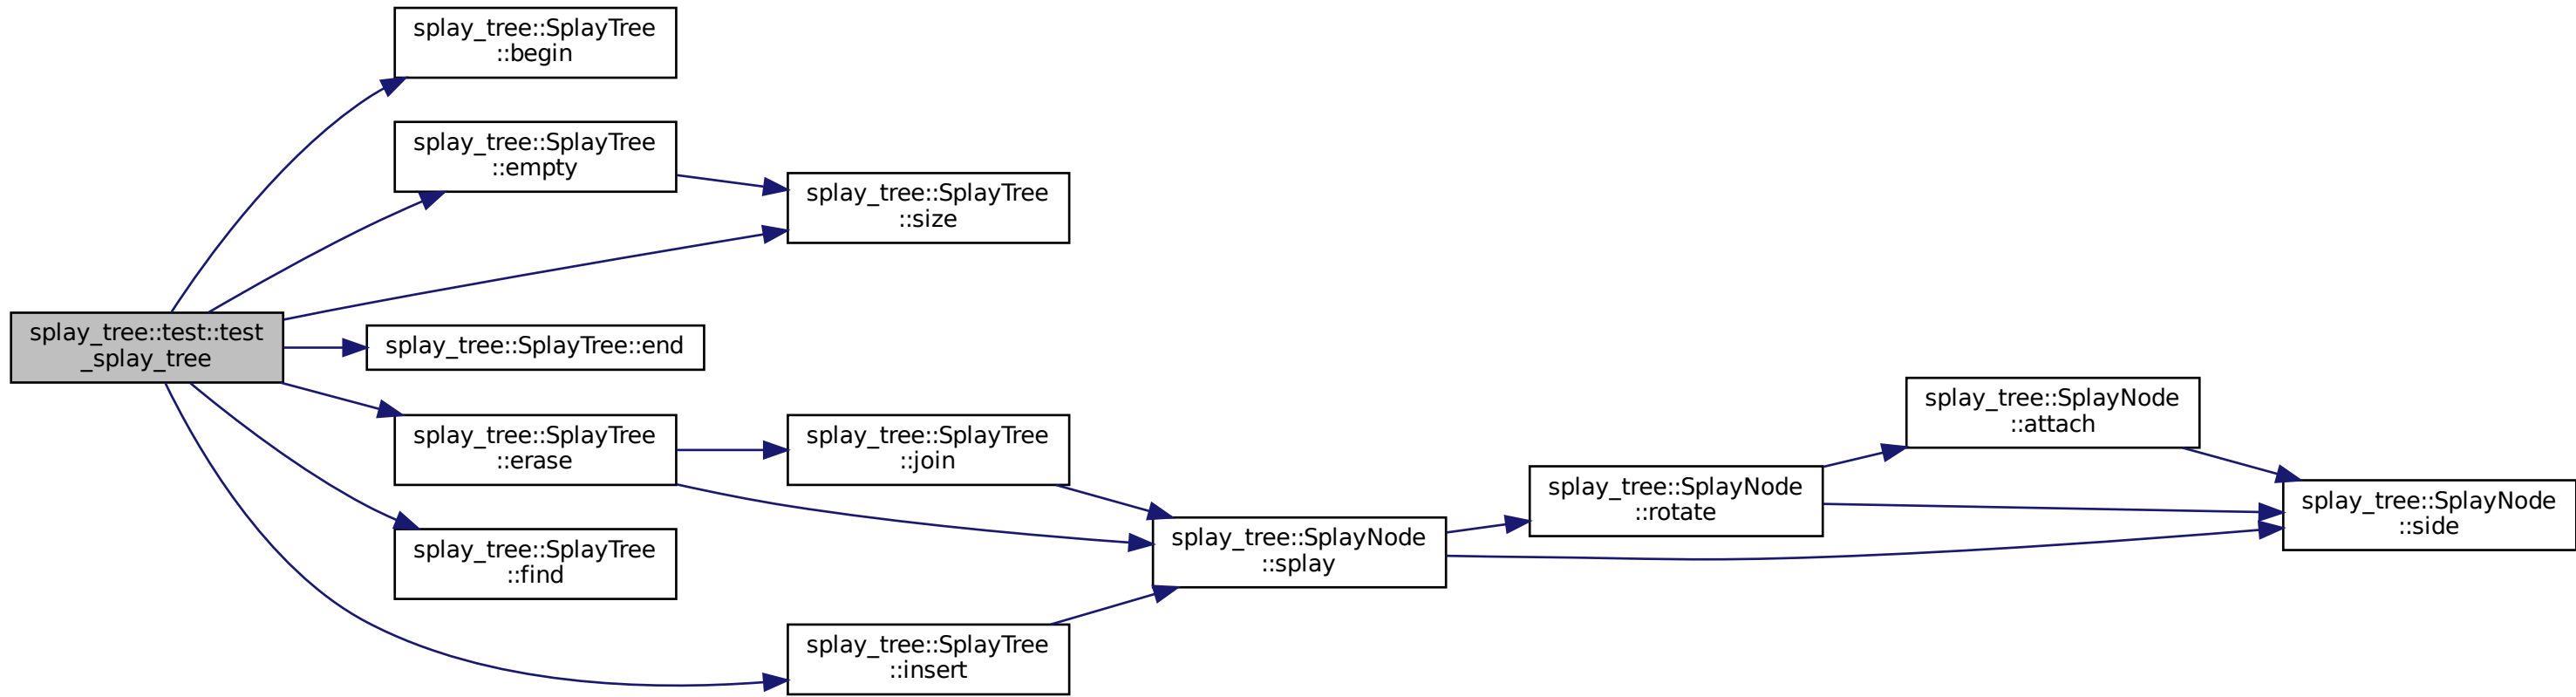 splay_tree::SplayTree
::begin
splay_tree::SplayTree
::empty
splay_tree::SplayTree
::size
splay_tree::test::test
_splay_tree
splay_tree::SplayTree::end
splay_tree::SplayTree
::erase
splay_tree::SplayTree
::join
splay_tree::SplayNode
::attach
splay_tree::SplayNode
::rotate
splay_tree::SplayNode
::side
splay_tree::SplayNode
::splay
splay_tree::SplayTree
::find
splay_tree::SplayTree
::insert